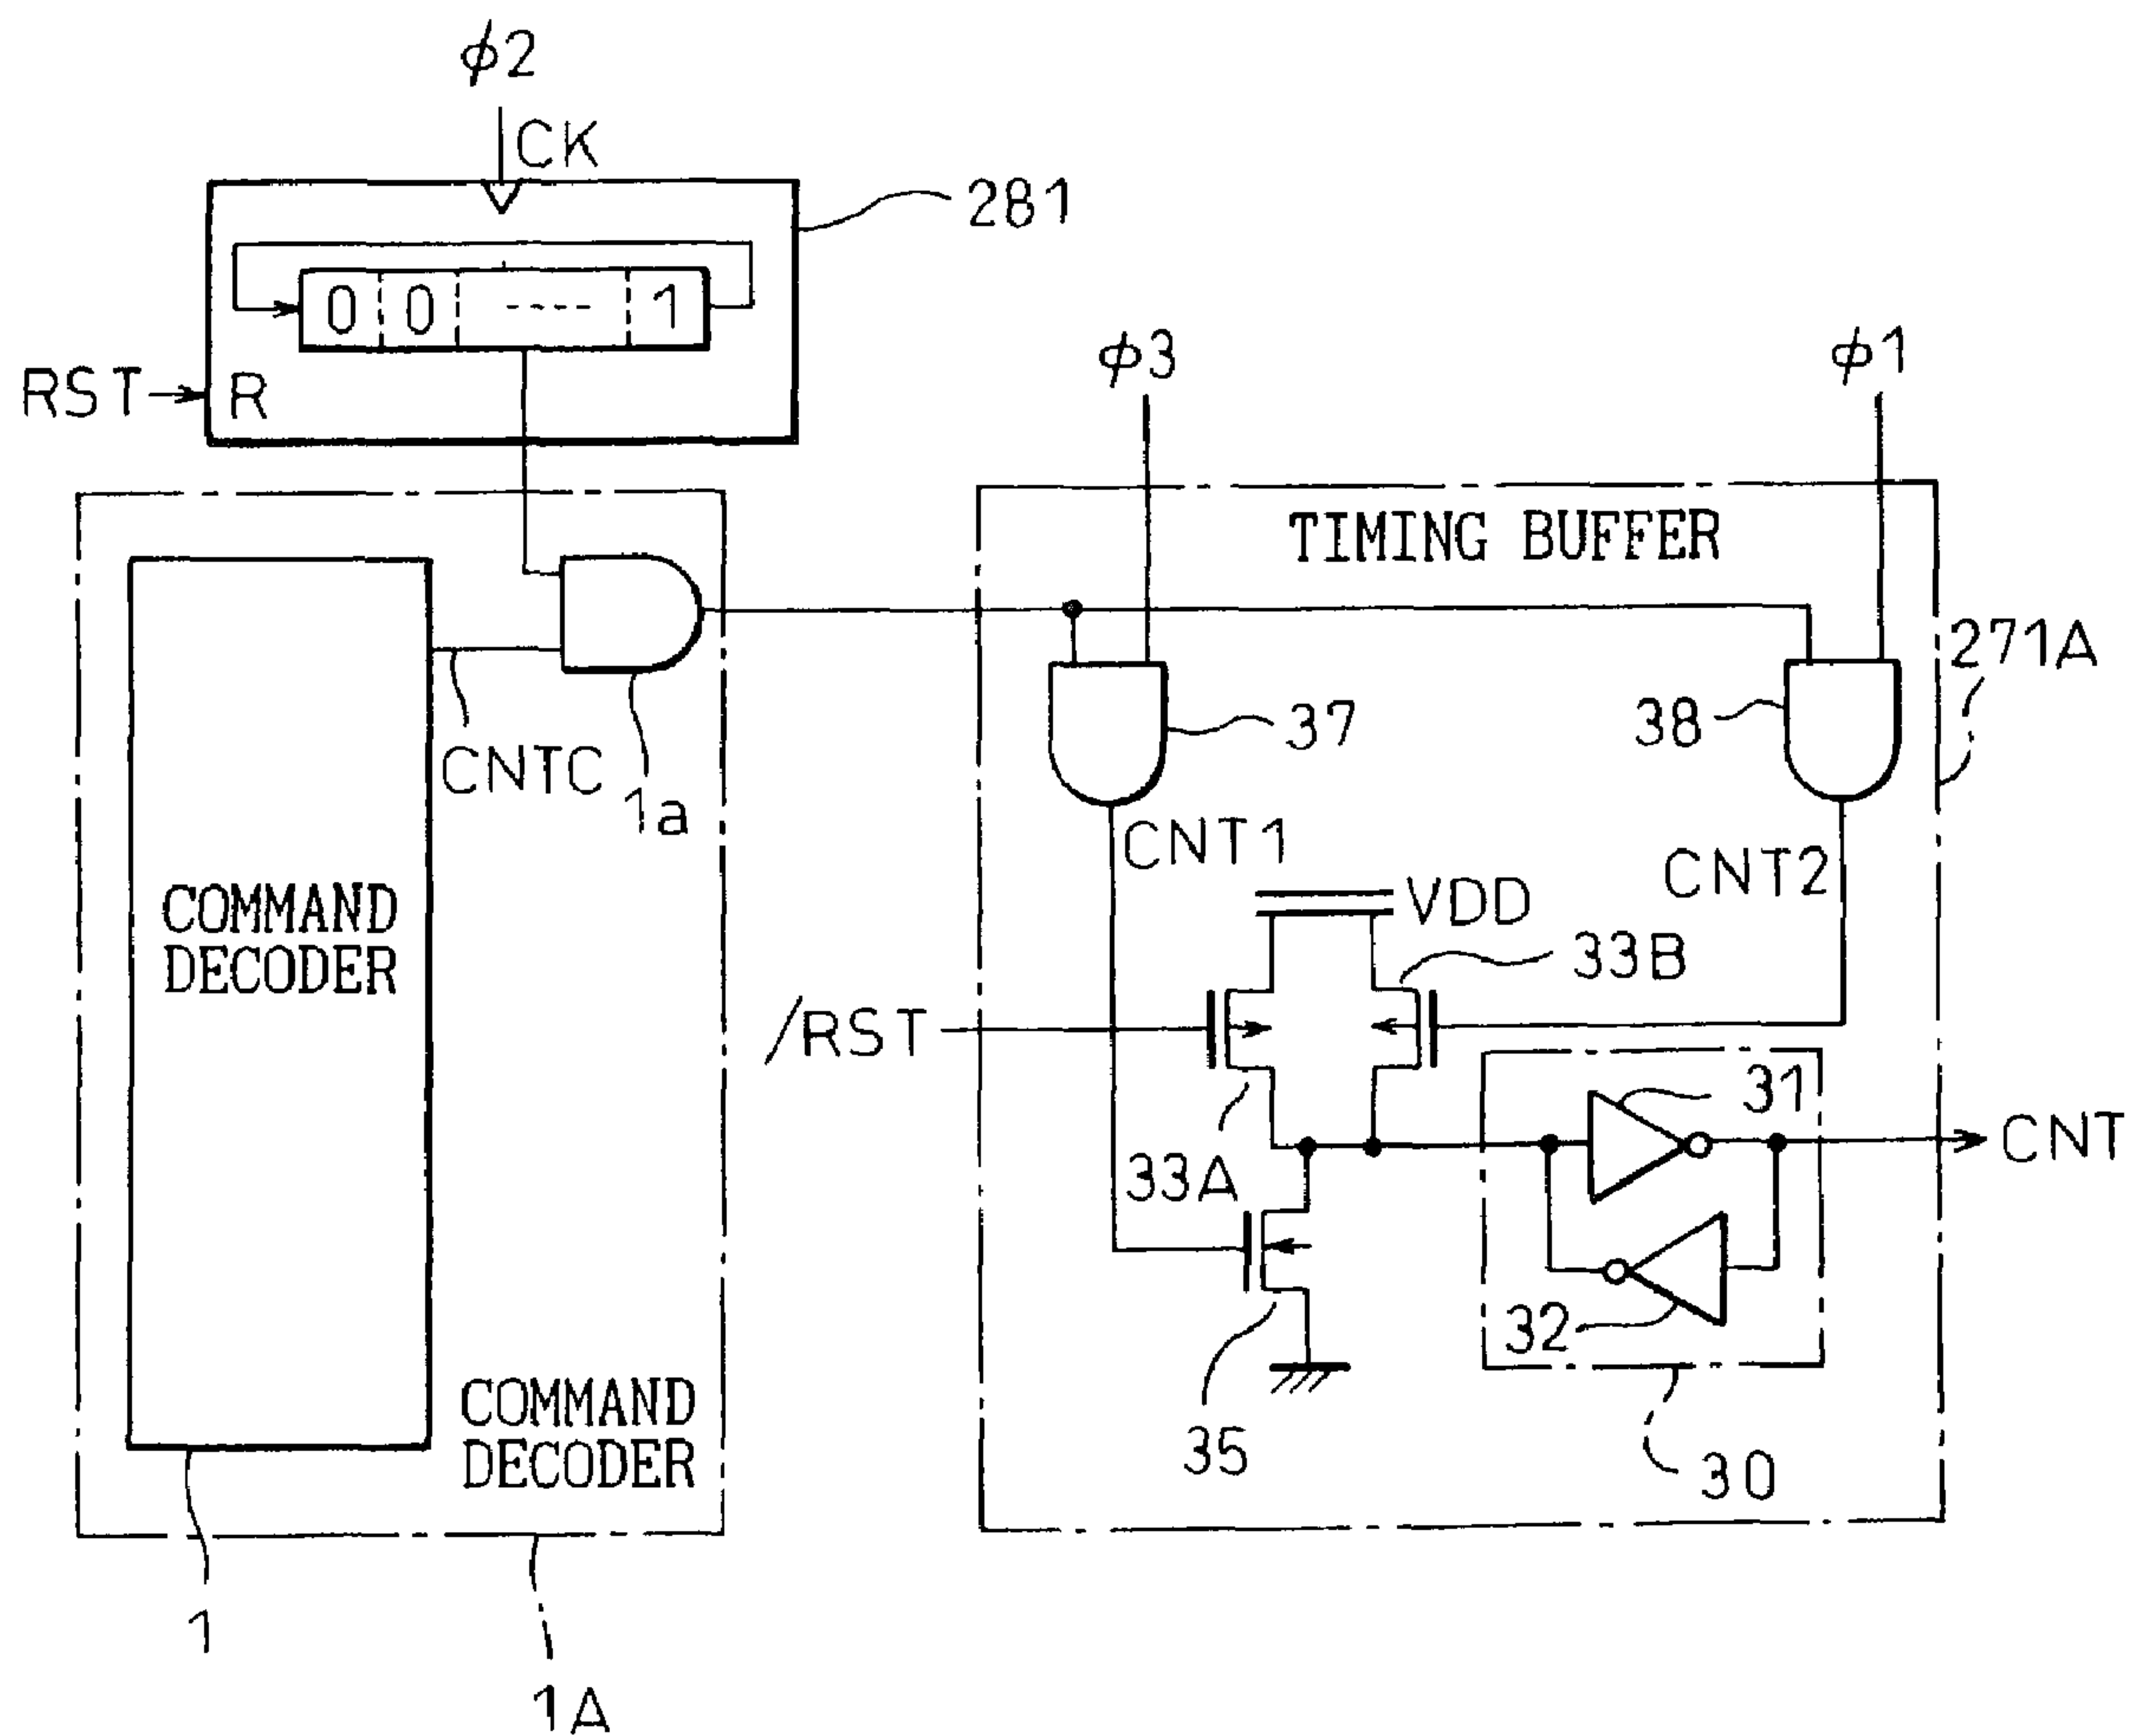 ϕ2
CK
281
0 0 ---- 1
RST
R
ϕ3
ϕ1
TIMING BUFFER
271A
37
38
CNTC
1a
CNT1
CNT2
VDD
33B
COMMAND
DECODER
/RST
31
CNT
33A
32
COMMAND
DECODER
35
30
1
1A